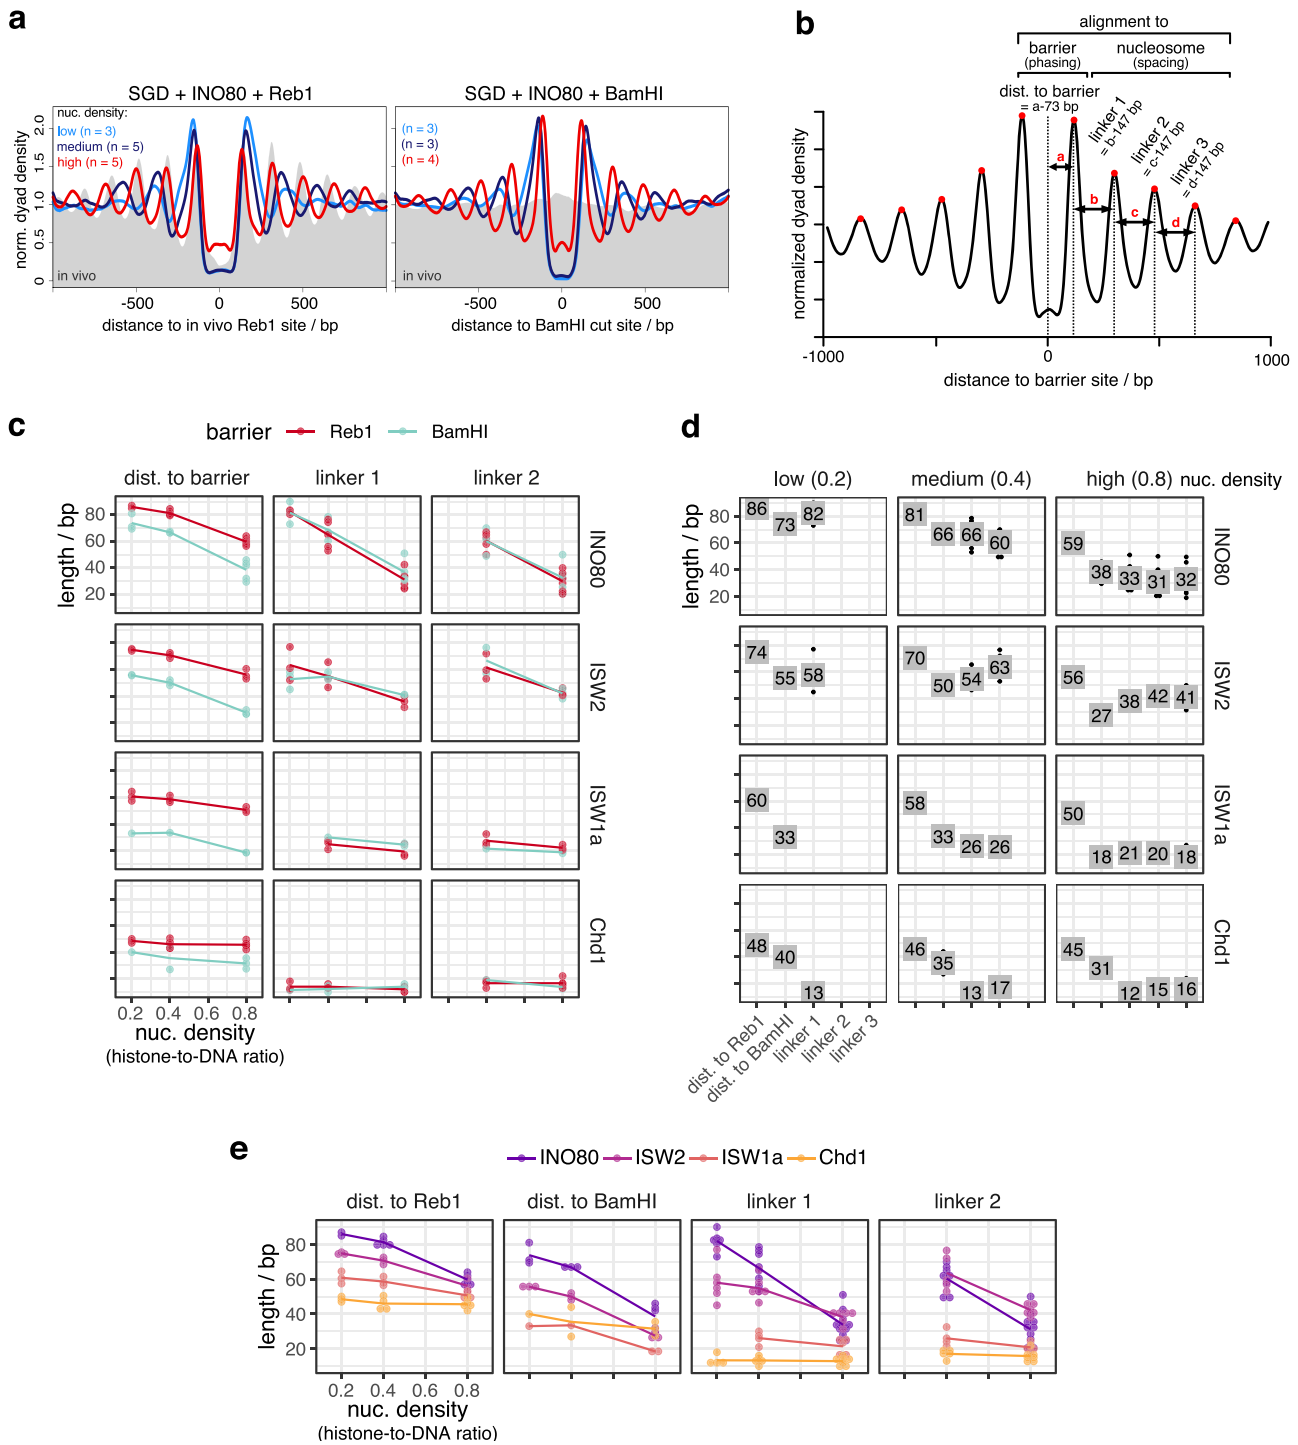 a
SGD + INO80 + Reb1
SGD + INO80 + BamHI
nuc. density:
low (n = 3)
medium (n = 5)
high (n = 5)
(n = 3)
(n = 3)
(n = 4)
norm. dyad density
2.0
1.5
1.0
0.5
0
in vivo
in vivo
-500 0 500
-500 0 500
distance to in vivo Reb1 site / bp
distance to BamHI cut site / bp
b
alignment to
barrier
(phasing)
nucleosome
(spacing)
dist. to barrier
= a-73 bp
linker 1
= b-147 bp
linker 2
= c-147 bp
linker 3
= d-147 bp
a
b
c
d
normalized dyad density
-1000 0 1000
distance to barrier site / bp
c
barrier Reb1 BamHI
dist. to barrier linker 1 linker 2
length / bp
80
60
40
20
INO80
ISW2
ISW1a
Chd1
0.2 0.4 0.6 0.8
nuc. density
(histone-to-DNA ratio)
d
low (0.2) medium (0.4) high (0.8) nuc. density
length / bp
80
60
40
20
86 73 82
81 66 66 60
59 38 33 31 32
INO80
74 55 58
70 50 54 63
56 27 38 42 41
ISW2
60 33
58 33 26 26
50 18 21 20 18
ISW1a
48 40 13
46 35 13 17
45 31 12 15 16
Chd1
dist. to Reb1
dist. to BamHI
linker 1
linker 2
linker 3
e
INO80 ISW2 ISW1a Chd1
dist. to Reb1 dist. to BamHI linker 1 linker 2
length / bp
80
60
40
20
0.2 0.4 0.6 0.8
nuc. density
(histone-to-DNA ratio)